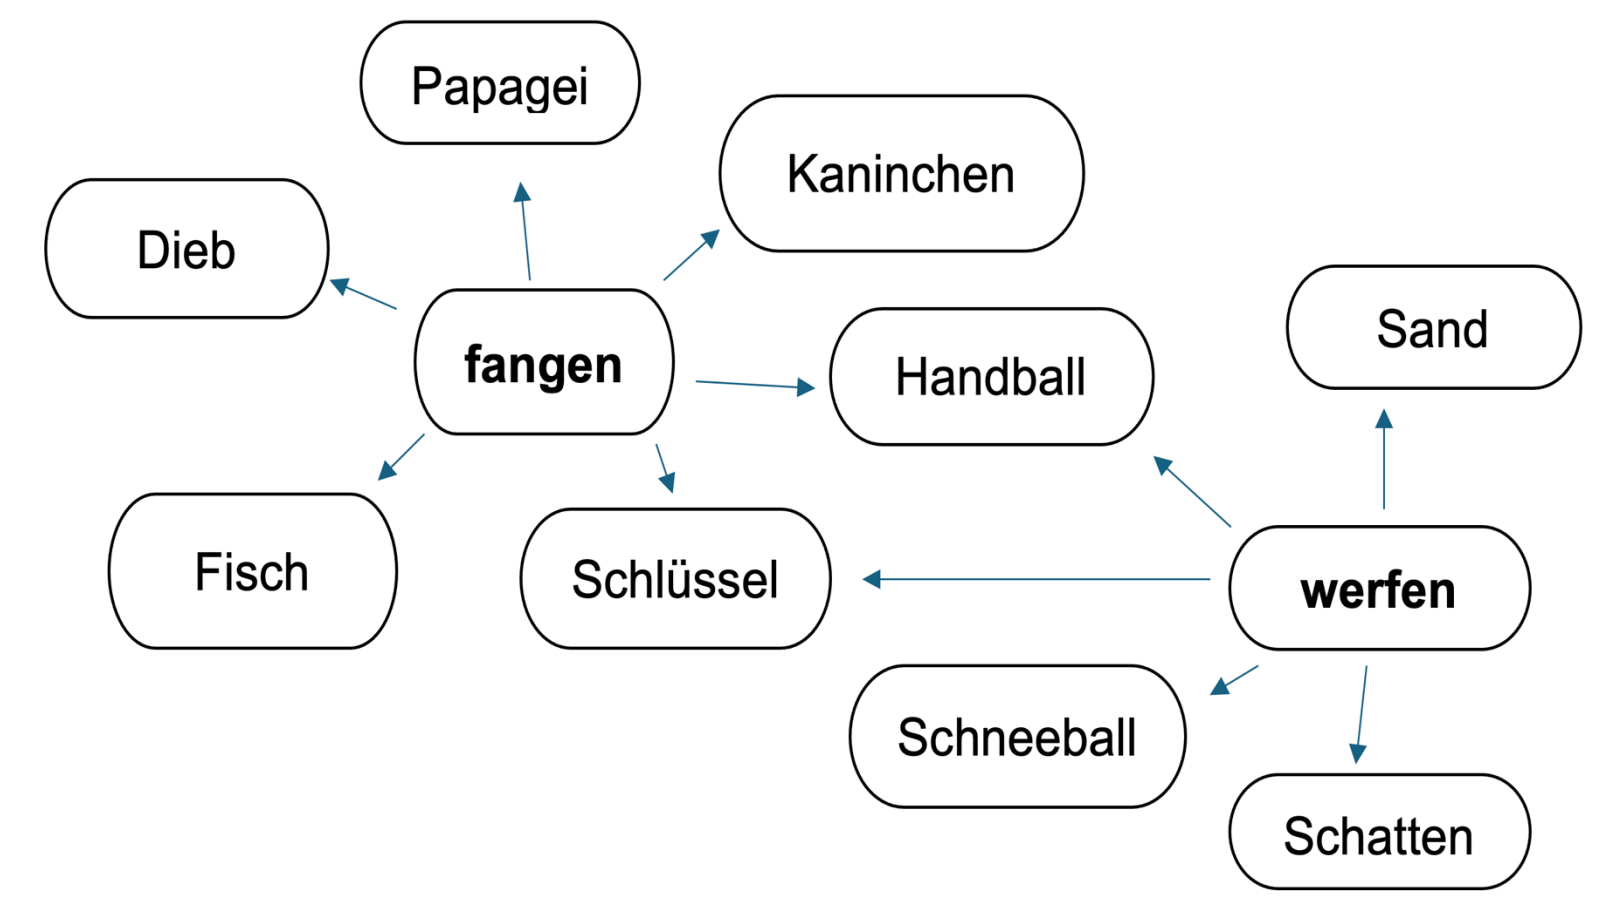 Papagei
Kaninchen
Dieb
Sand
fangen
Handball
Fisch
Schlüssel
werfen
Schneeball
Schatten